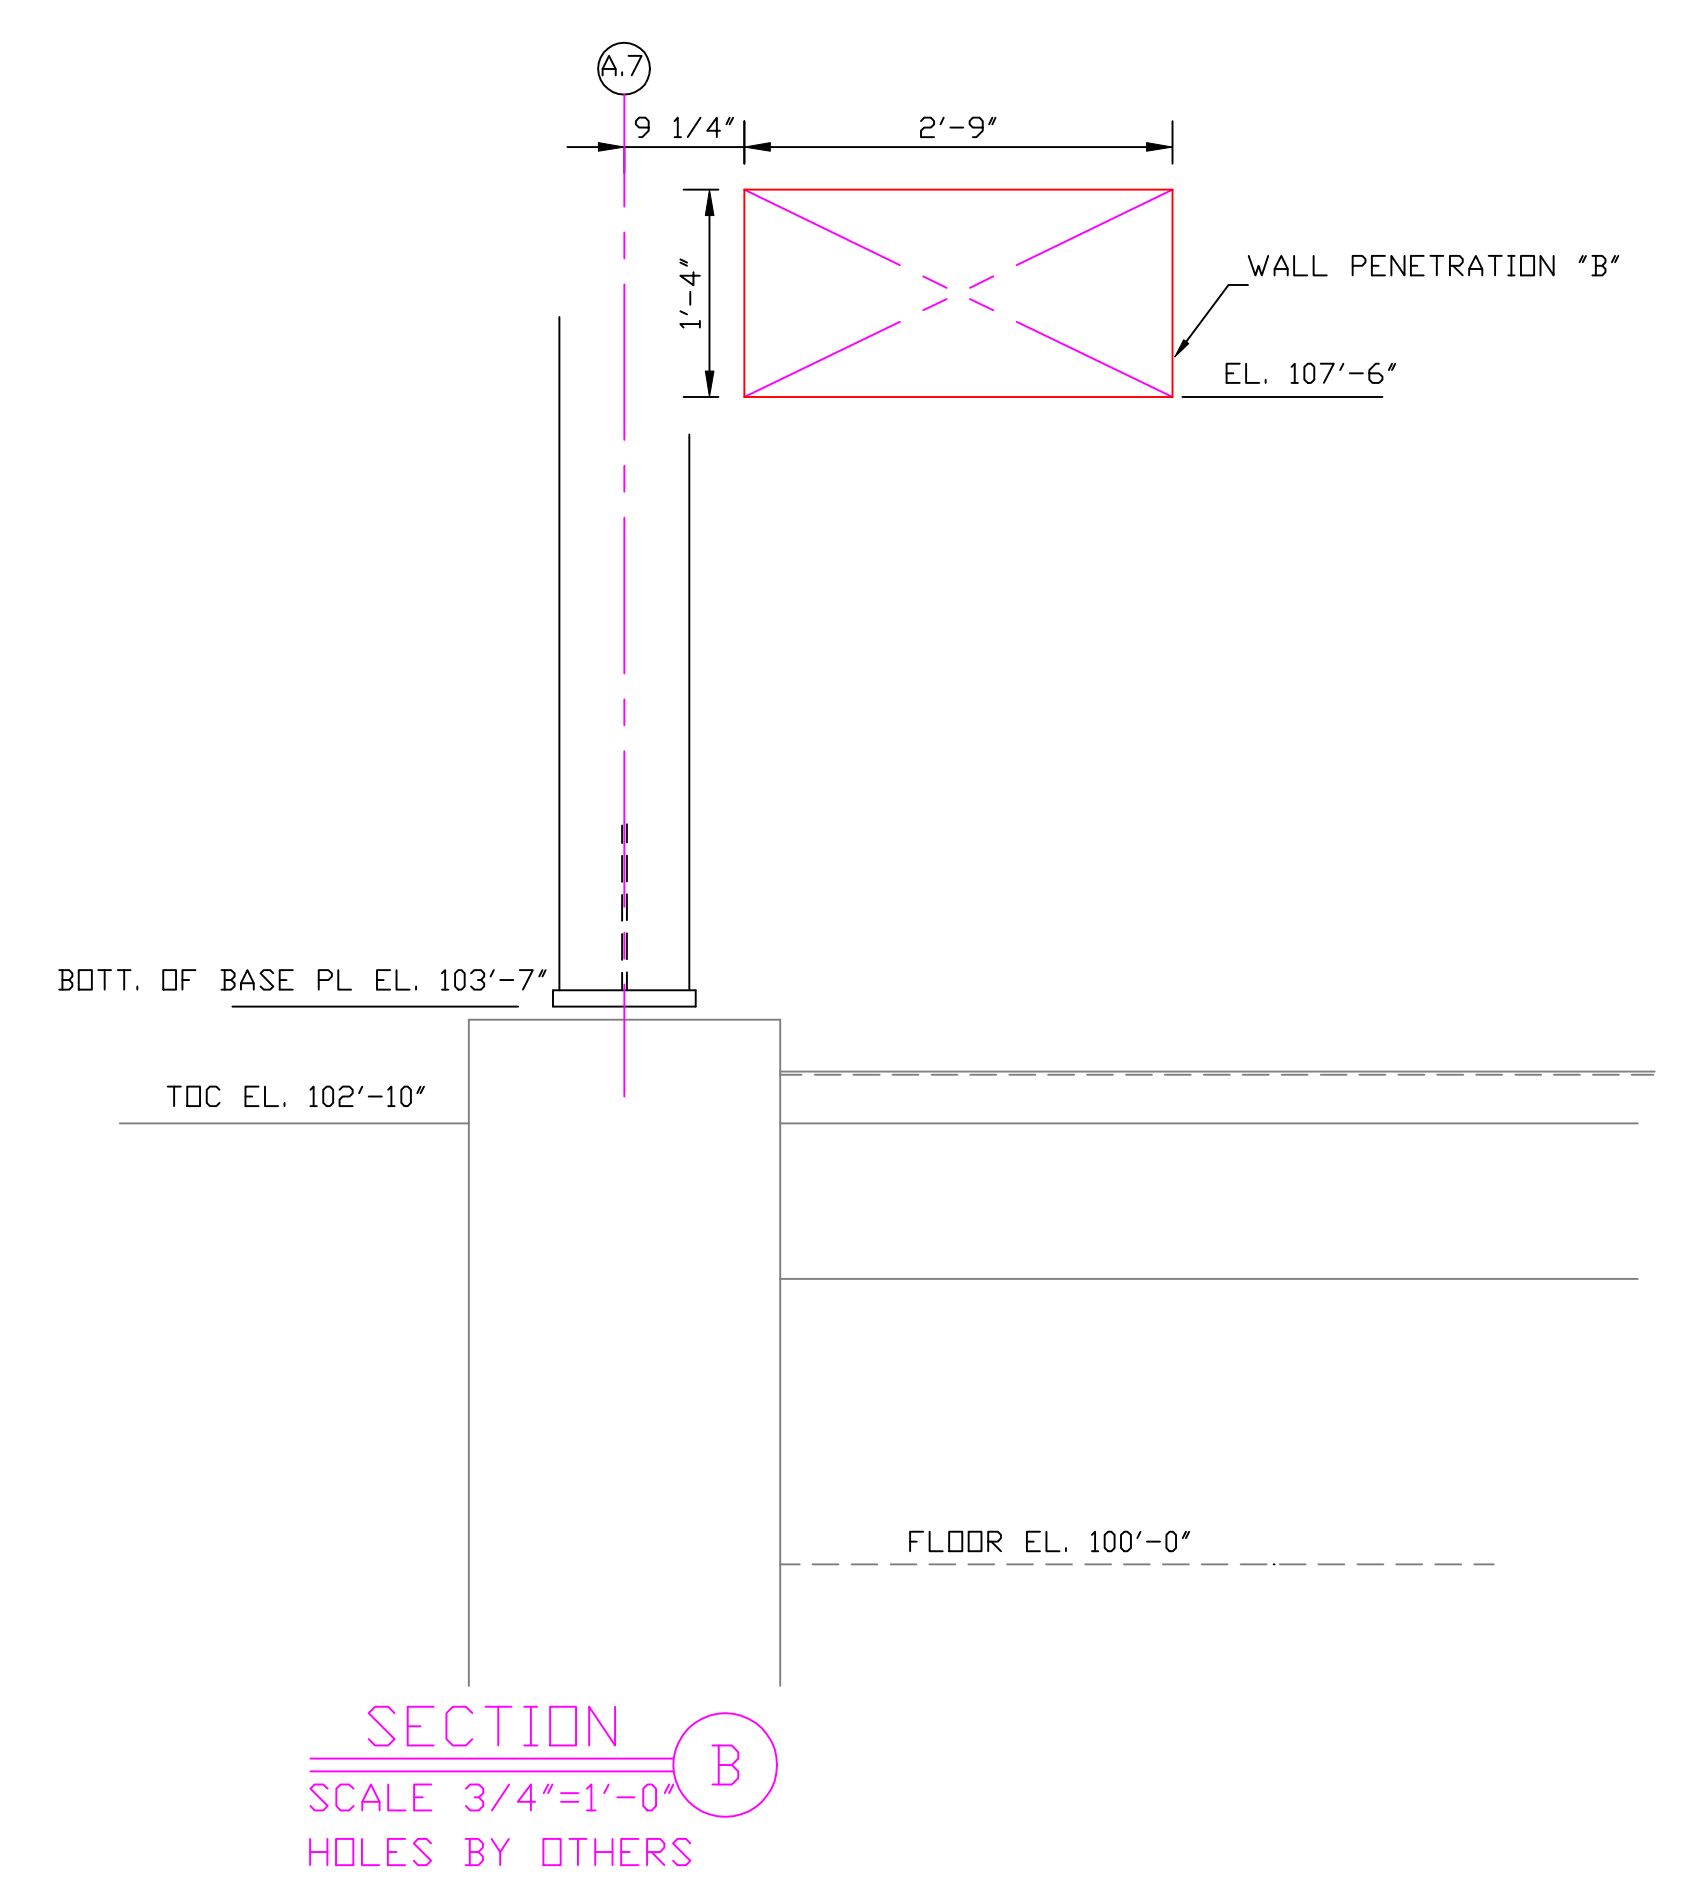 A.7
9 1/4" 2'-9"
1'-4"
WALL PENETRATION "B"
EL. 107'-6"
BOTT. OF BASE PL EL. 103'-7"
TOC EL. 102'-10"
FLOOR EL. 100'-0"
SECTION B
SCALE 3/4"=1'-0"
HOLES BY OTHERS